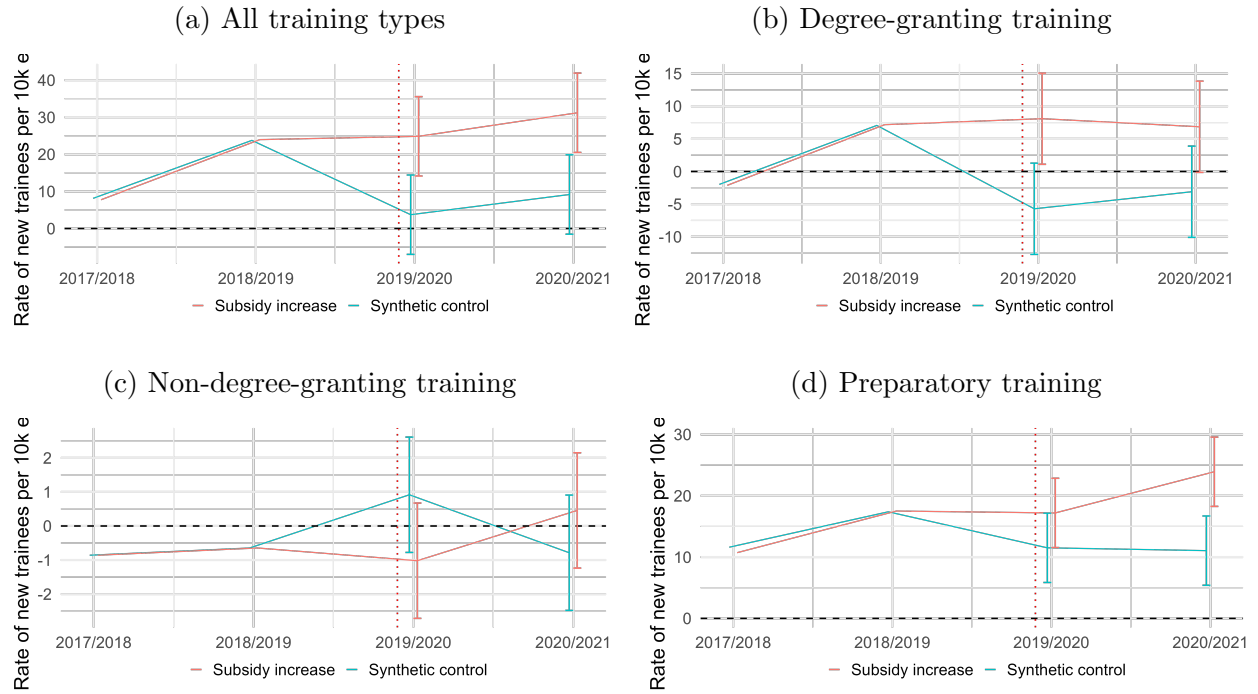 (a) All training types
Rate of new trainees per 10k e
40
30
20
10
0
2017/2018 2018/2019 2019/2020 2020/2021
Subsidy increase Synthetic control
(b) Degree-granting training
Rate of new trainees per 10k e
15
10
5
0
-5
-10
2017/2018 2018/2019 2019/2020 2020/2021
Subsidy increase Synthetic control
(c) Non-degree-granting training
Rate of new trainees per 10k e
2
1
0
-1
-2
2017/2018 2018/2019 2019/2020 2020/2021
Subsidy increase Synthetic control
(d) Preparatory training
Rate of new trainees per 10k e
30
20
10
0
2017/2018 2018/2019 2019/2020 2020/2021
Subsidy increase Synthetic control